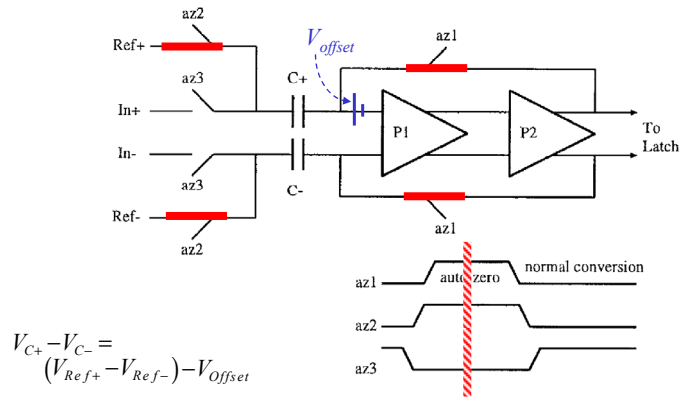 az2
V_offset
az1
Ref+
az3
C+
In+
P1
P2
To
Latch
In-
az3
C-
Ref-
az2
az1
az1
auto zero
normal conversion
az2
az3
V_C+ − V_C− =
(V_Ref+ − V_Ref−) − V_Offset